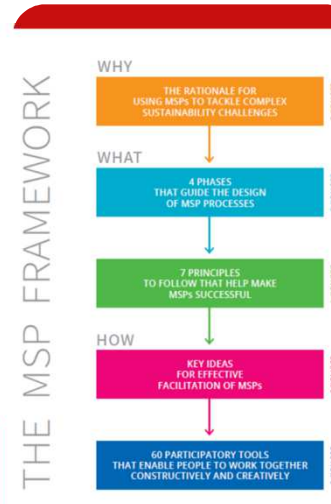 THE MSP FRAMEWORK
WHY
THE RATIONALE FOR
USING MSPs TO TACKLE COMPLEX
SUSTAINABILITY CHALLENGES
WHAT
4 PHASES
THAT GUIDE THE DESIGN
OF MSP PROCESSES
7 PRINCIPLES
TO FOLLOW THAT HELP MAKE
MSPs SUCCESSFUL
HOW
KEY IDEAS
FOR EFFECTIVE
FACILITATION OF MSPs
60 PARTICIPATORY TOOLS
THAT ENABLE PEOPLE TO WORK TOGETHER
CONSTRUCTIVELY AND CREATIVELY